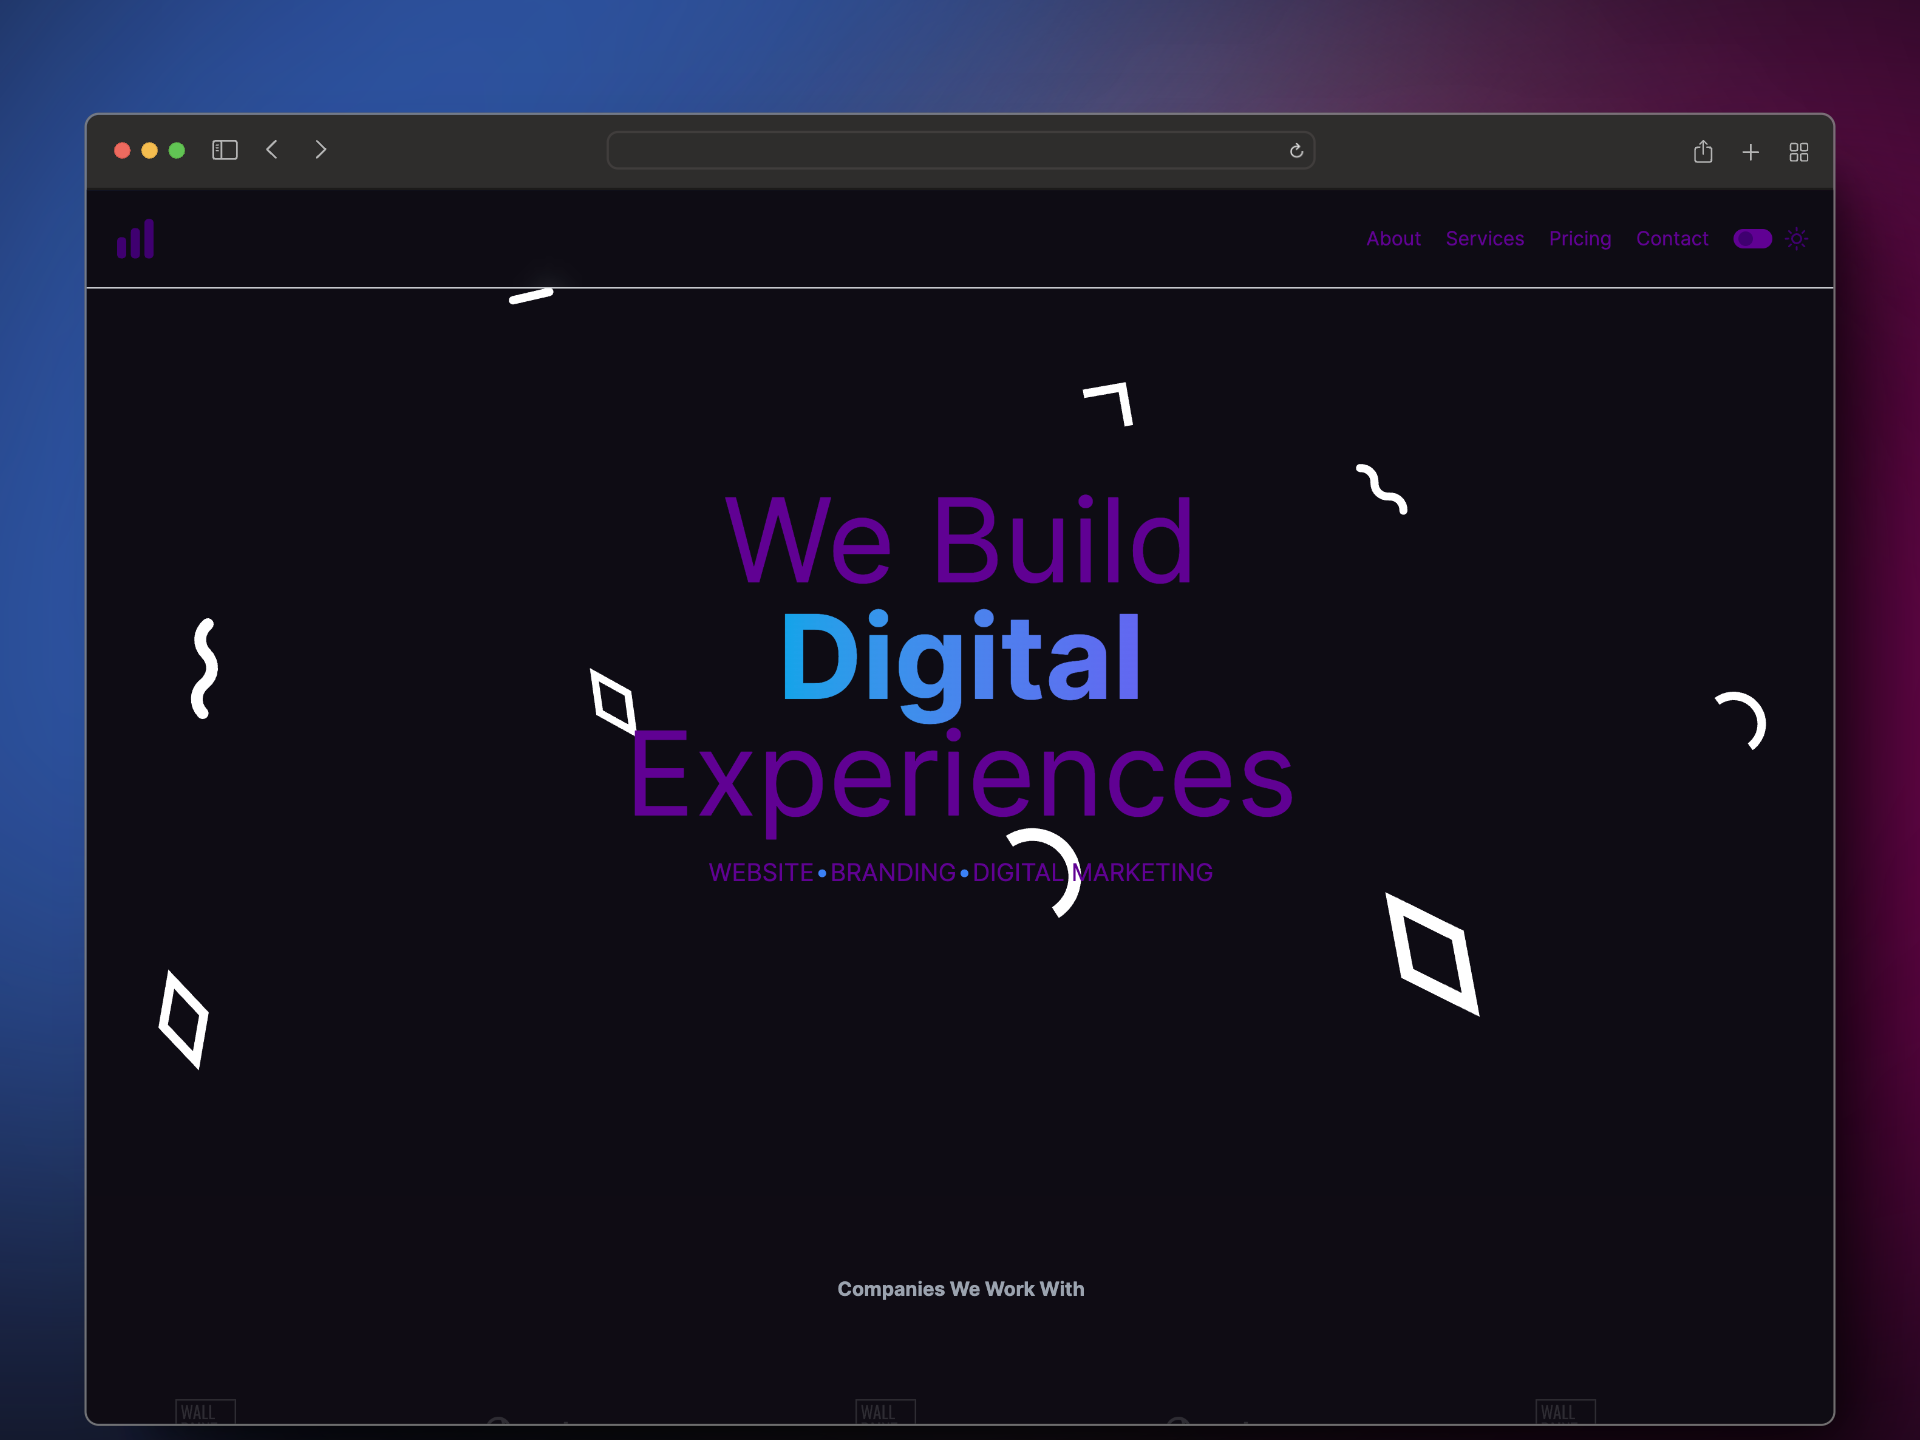 About Services Pricing Contact
We Build
Digital
Experiences
WEBSITE•BRANDING•DIGITAL MARKETING
Companies We Work With
WALL WALL WALL